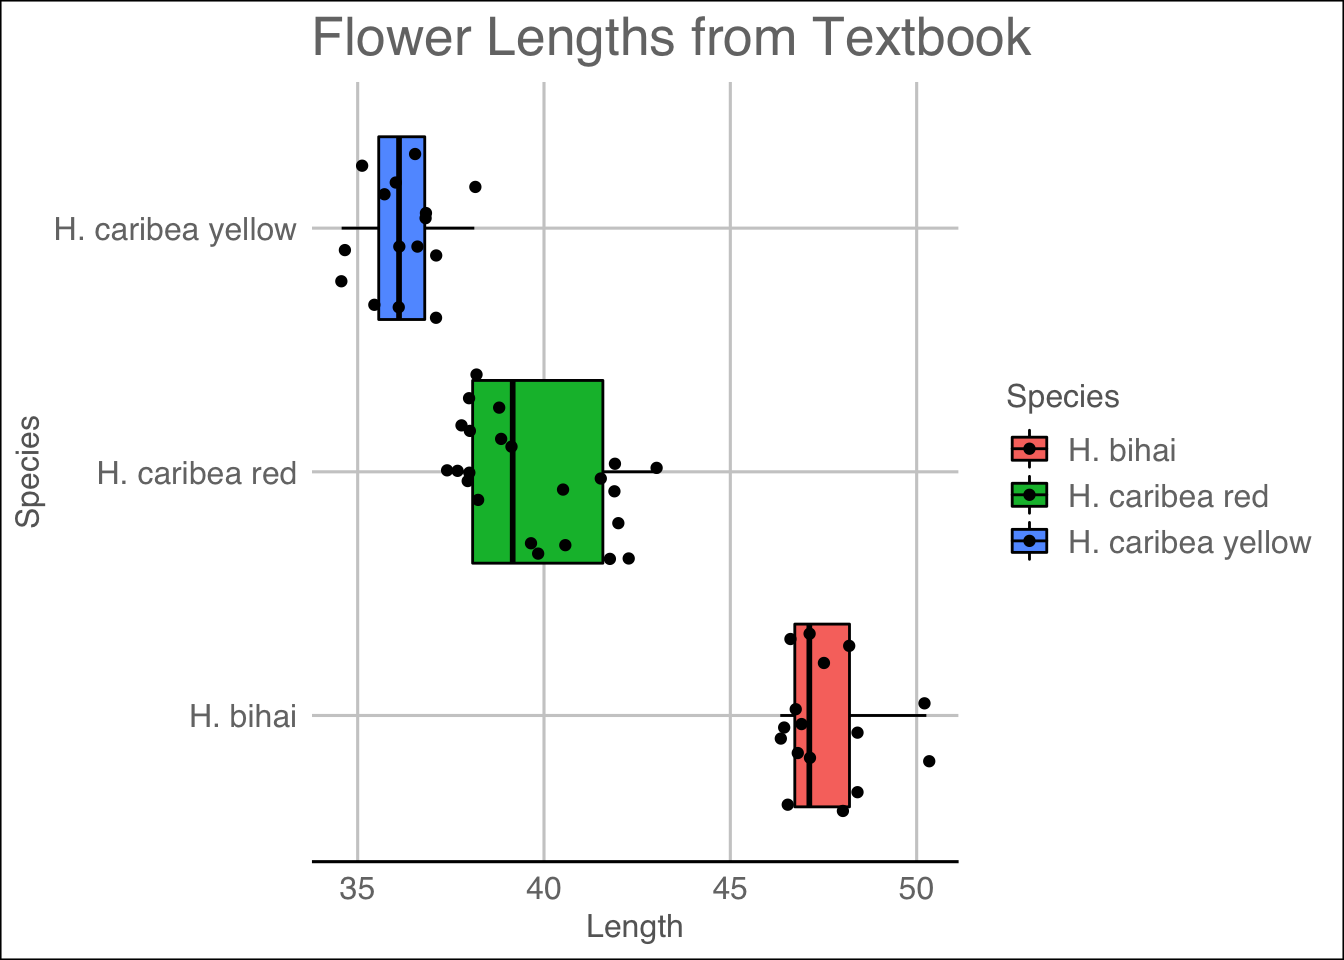 Flower Lengths from Textbook
H. caribea yellow
H. caribea red
H. bihai
Species
35 40 45 50
Length
Species
H. bihai
H. caribea red
H. caribea yellow